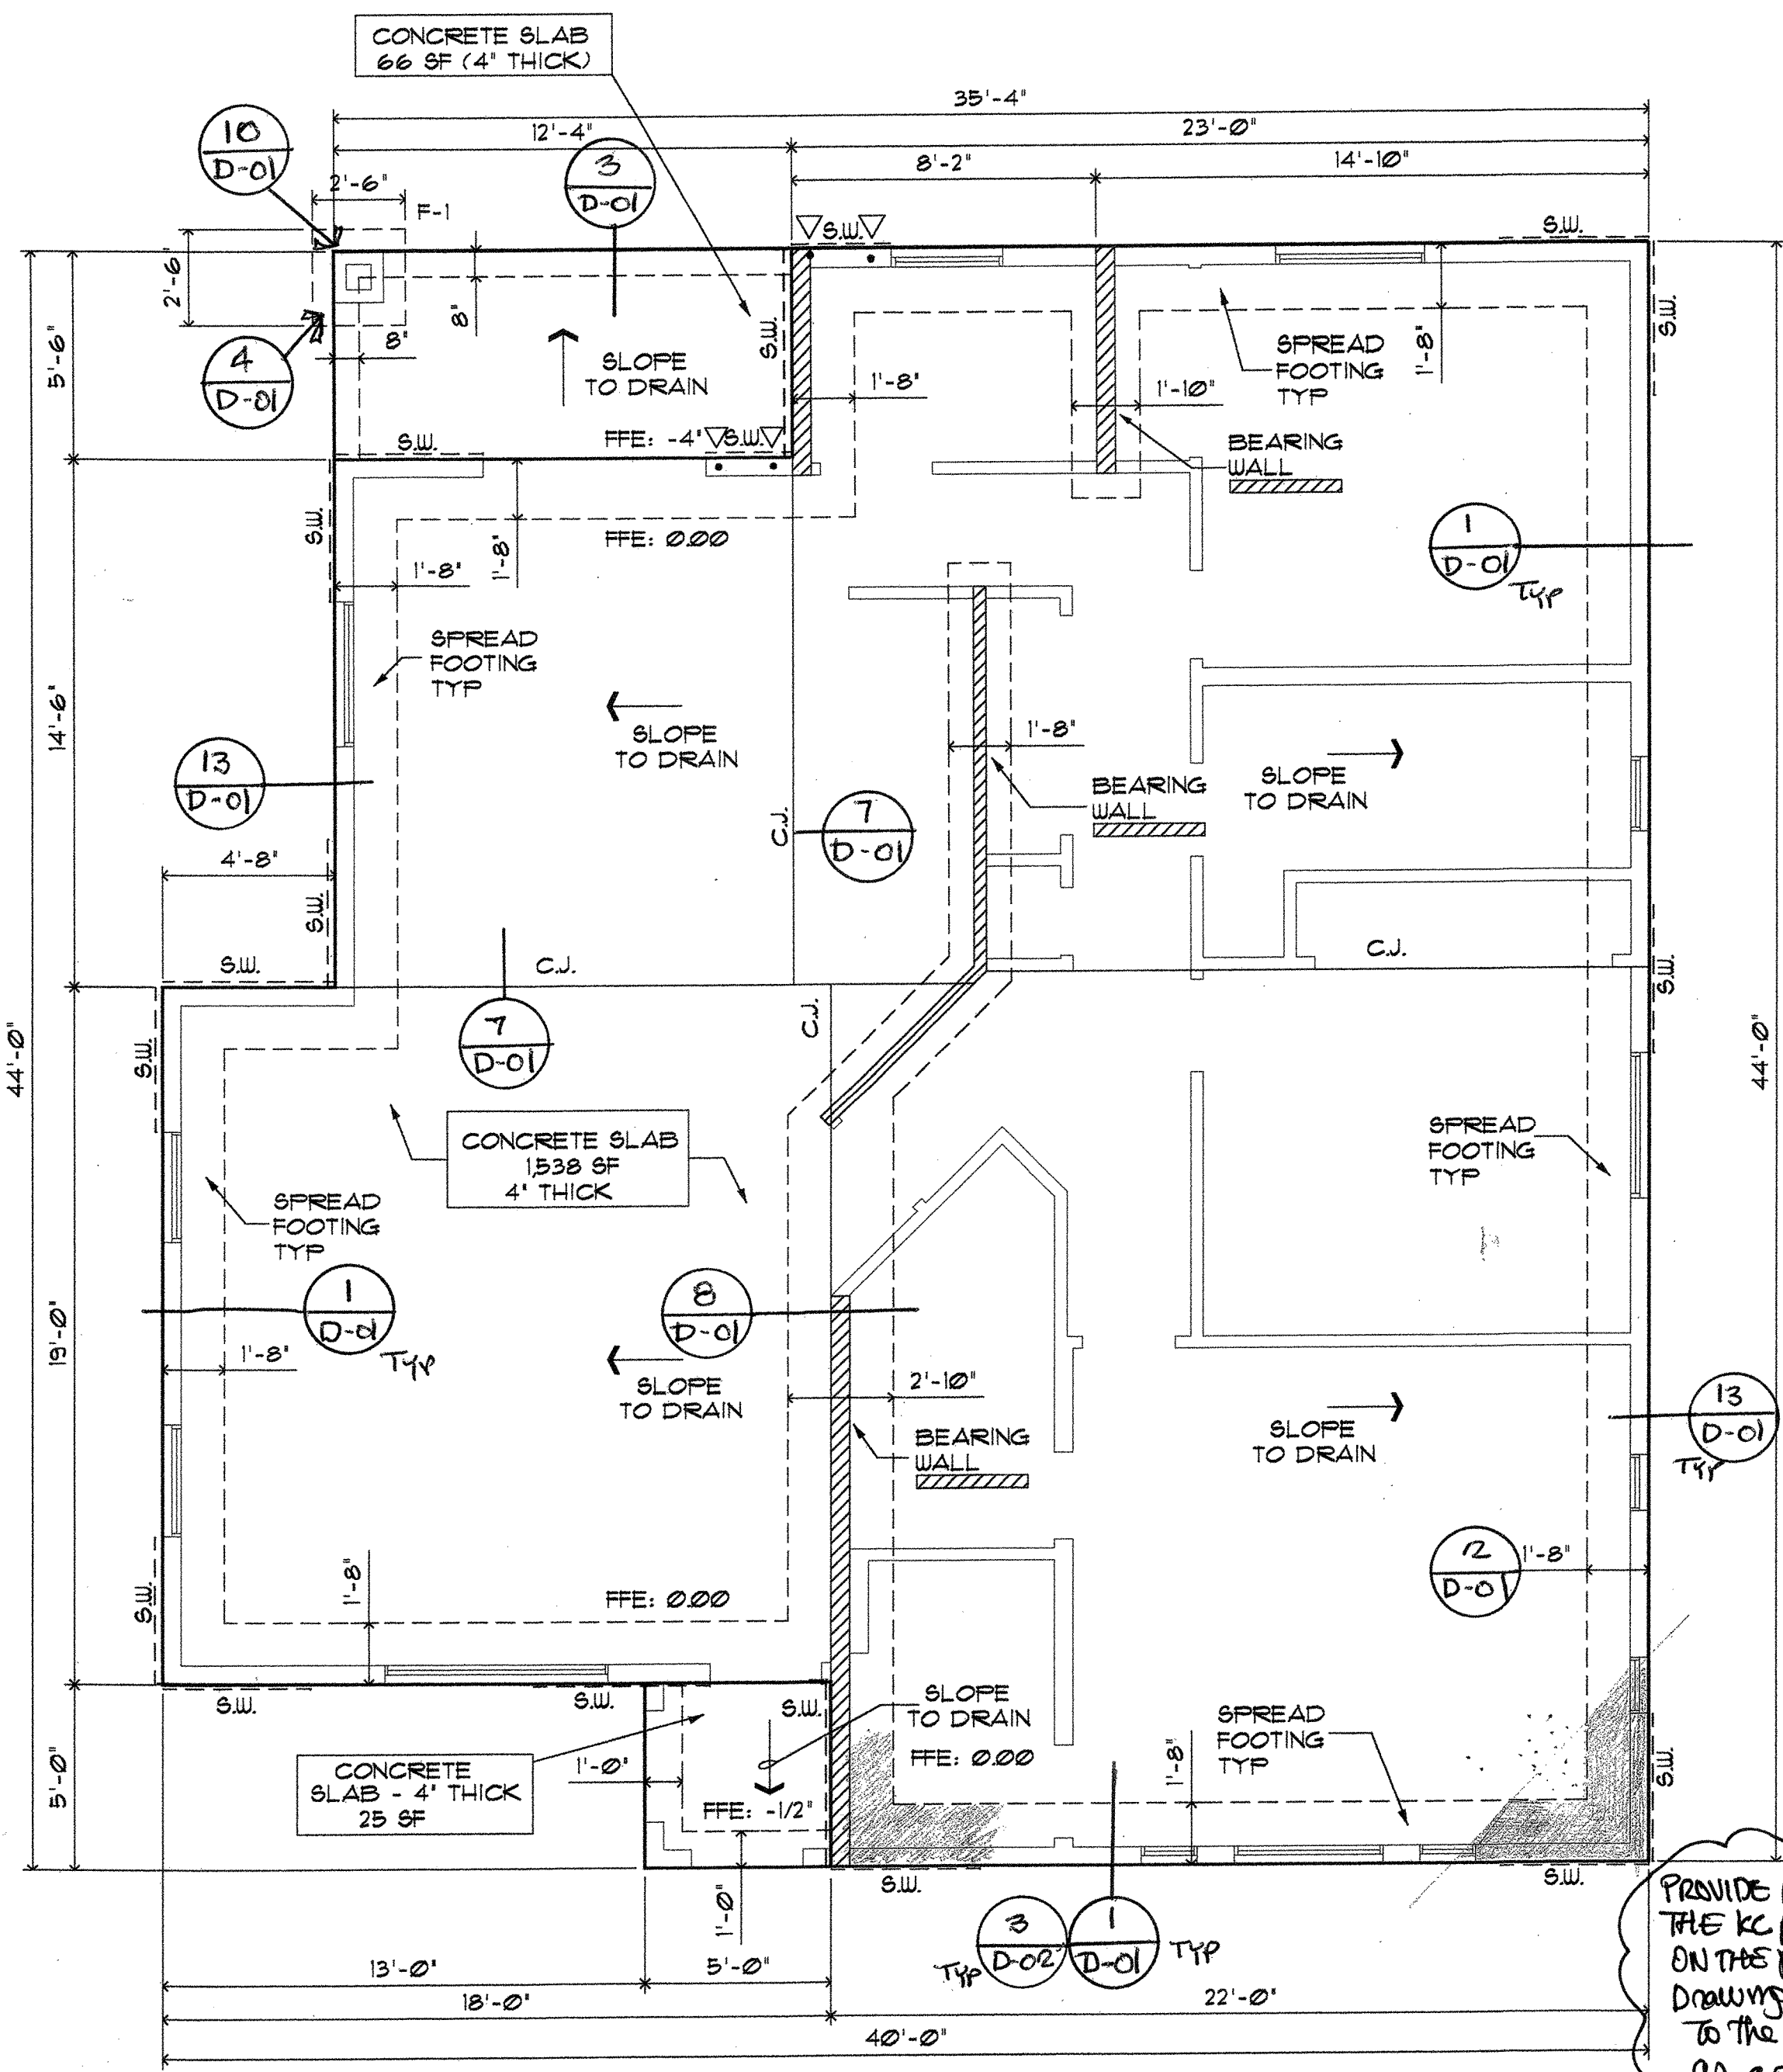 CONCRETE SLAB
66 SF (4" THICK)
35'-4"
12'-4"
23'-0"
8'-2"
14'-10"
10
D-01
3
D-01
2'-6"
F-1
S.W.
S.W.
2'-6"
8"
S.W.
S.W.
5'-6"
4
D-01
8"
SLOPE
TO DRAIN
1'-8"
1'-10"
SPREAD
FOOTING
TYP
1'-8"
S.W.
FFE: -4"
S.W.
BEARING
WALL
S.W.
1'-8"
1'-8"
FFE: 0.00
1
D-01
TYP
SPREAD
FOOTING
TYP
14'-6"
SLOPE
TO DRAIN
1'-8"
13
D-01
BEARING
WALL
SLOPE
TO DRAIN
C.J.
7
D-01
4'-8"
S.W.
S.W.
C.J.
C.J.
S.W.
7
D-01
C.J.
44'-0"
S.W.
44'-0"
CONCRETE SLAB
1,538 SF
4" THICK
SPREAD
FOOTING
TYP
SPREAD
FOOTING
TYP
19'-0"
1
D-01
TYP
8
D-01
1'-8"
SLOPE
TO DRAIN
2'-10"
BEARING
WALL
SLOPE
TO DRAIN
13
D-01
TYP
2
D-01
1'-8"
S.W.
1'-8"
FFE: 0.00
S.W.
S.W.
S.W.
SLOPE
TO DRAIN
FFE: 0.00
SPREAD
FOOTING
TYP
1'-8"
S.W.
5'-0"
CONCRETE
SLAB - 4" THICK
25 SF
1'-0"
FFE: -1/2"
1'-0"
S.W.
S.W.
3
D-02
TYP
1
D-01
TYP
13'-0"
5'-0"
18'-0"
22'-0"
40'-0"
PROVIDE
THE KC
ON THE
Drawing
To the